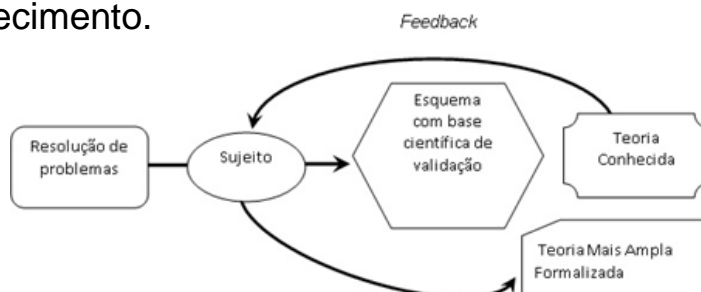 ecimento.
Feedback
Resolução de
problemas
Sujeito
Esquema
com base
científica de
validação
Teoria
Conhecida
Teoria Mais Ampla
Formalizada